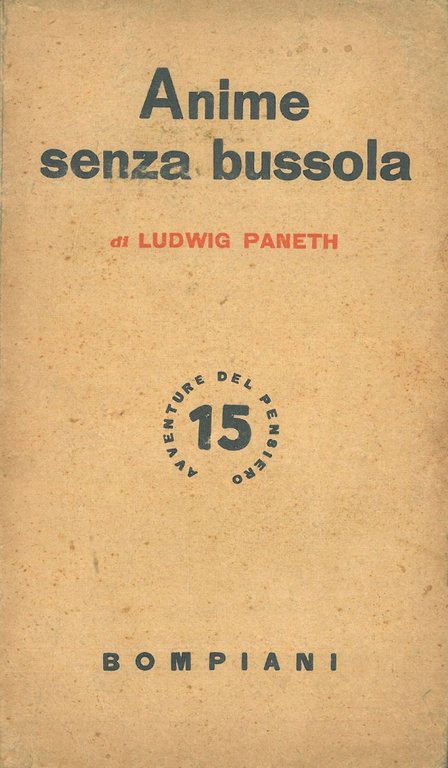 Anime
senza bussola
di LUDWIG PANETH
AVVENTURE DEL PENSIERO
15
BOMPIANI